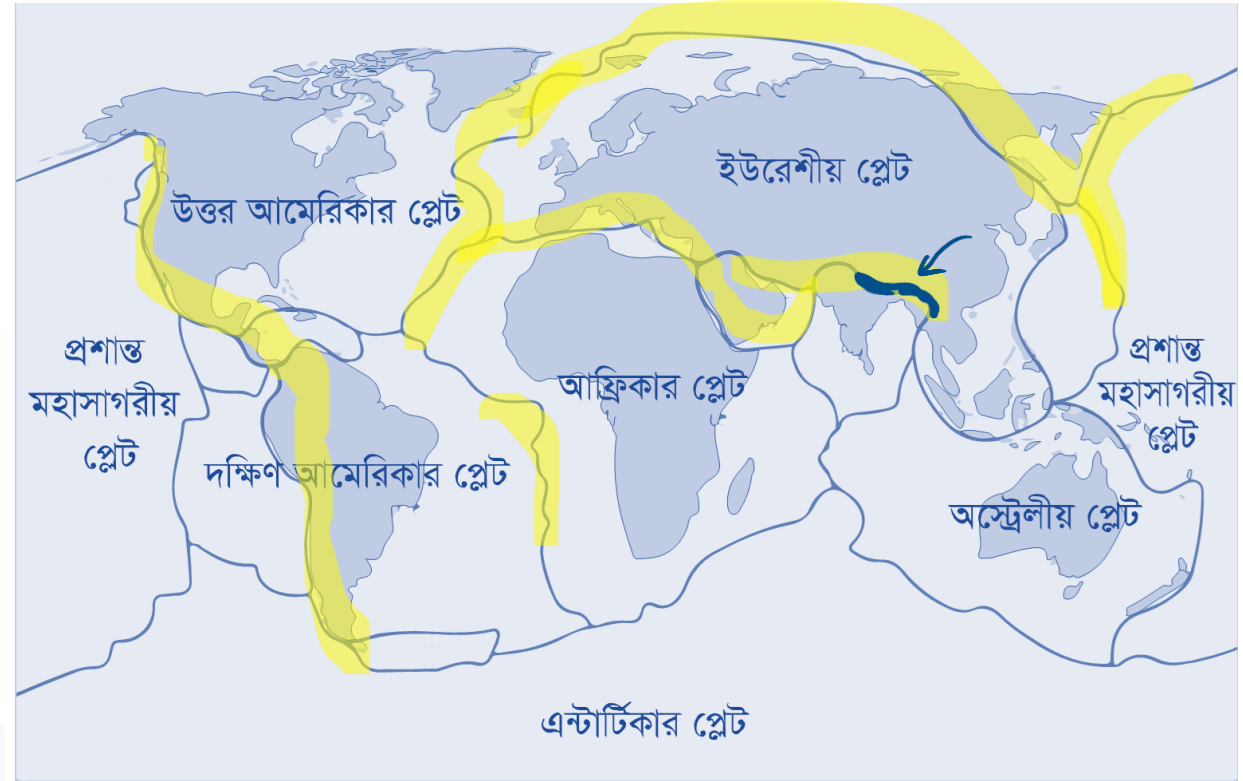 ইউরেশীয় প্লেট
উত্তর আমেরিকার প্লেট
প্রশান্ত
মহাসাগরীয়
প্লেট
আফ্রিকার প্লেট
প্রশান্ত
মহাসাগরীয়
প্লেট
দক্ষিণ আমেরিকার প্লেট
অস্ট্রেলীয় প্লেট
এন্টার্টিকার প্লেট